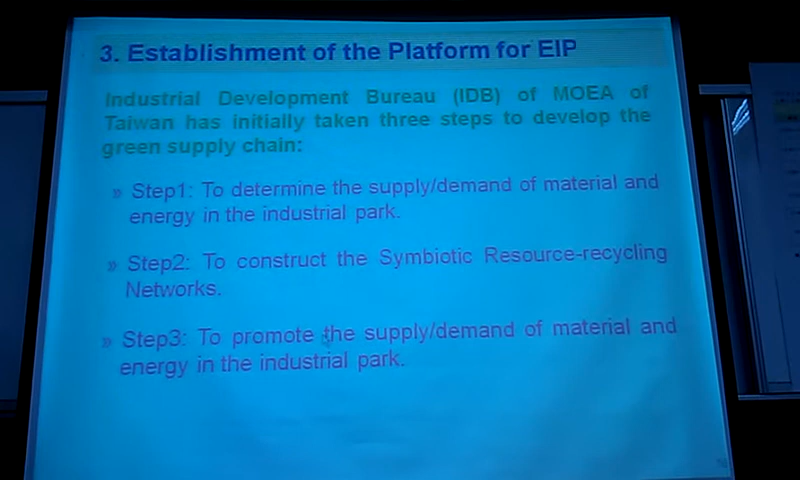 3. Establishment of the Platform for EIP
Industrial Development Bureau (IDB) of MOEA of
Taiwan has initially taken three steps to develop the
green supply chain:
» Step1: To determine the supply/demand of material and
energy in the industrial park.
» Step2: To construct the Symbiotic Resource-recycling
Networks.
» Step3: To promote the supply/demand of material and
energy in the industrial park.